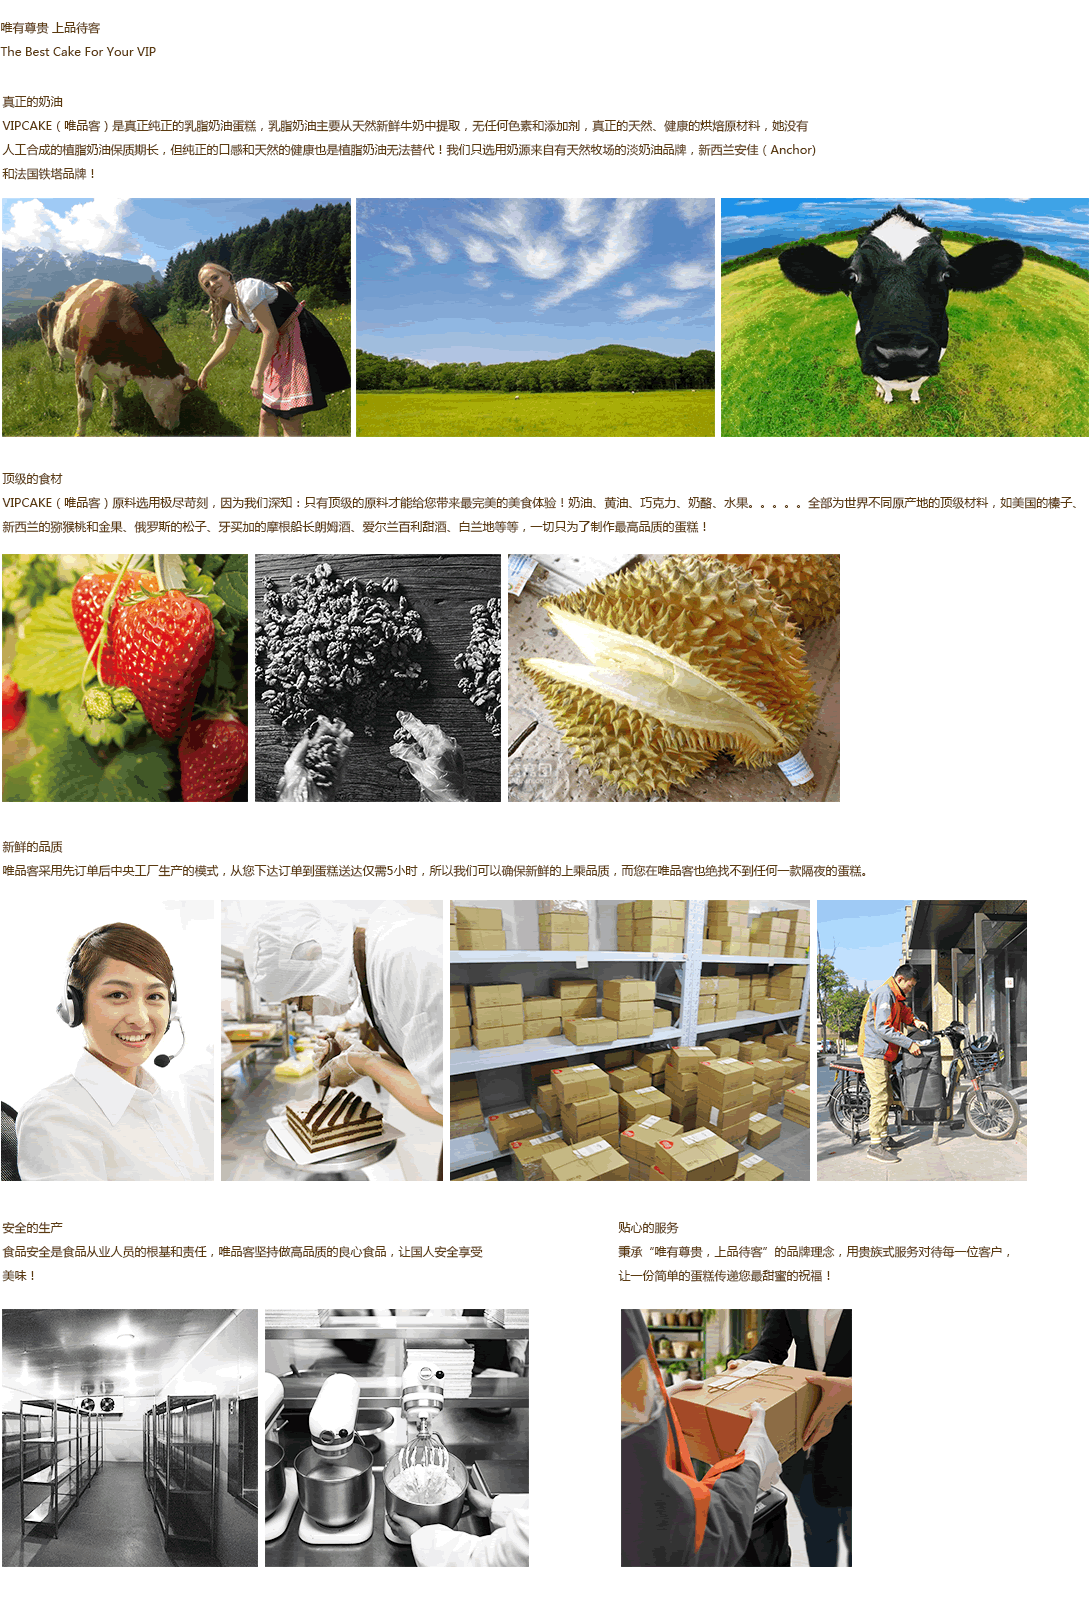 唯有尊贵 上品待客
The Best Cake For Your VIP
真正的奶油
VIPCAKE（唯品客）是真正纯正的乳脂奶油蛋糕，乳脂奶油主要从天然新鲜牛奶中提取，无任何色素和添加剂，真正的天然、健康的烘焙原材料，她没有
人工合成的植脂奶油保质期长，但纯正的口感和天然的健康也是植脂奶油无法替代！我们只选用奶源来自有天然牧场的淡奶油品牌，新西兰安佳（Anchor)
和法国铁塔品牌！
顶级的食材
VIPCAKE（唯品客）原料选用极尽苛刻，因为我们深知：只有顶级的原料才能给您带来最完美的美食体验！奶油、黄油、巧克力、奶酪、水果。。。。。全部为世界不同原产地的顶级材料，如美国的榛子、
新西兰的猕猴桃和金果、俄罗斯的松子、牙买加的摩根船长朗姆酒、爱尔兰百利甜酒、白兰地等等，一切只为了制作最高品质的蛋糕！
新鲜的品质
唯品客采用先订单后中央工厂生产的模式，从您下达订单到蛋糕送达仅需5小时，所以我们可以确保新鲜的上乘品质，而您在唯品客也绝找不到任何一款隔夜的蛋糕。
安全的生产
食品安全是食品从业人员的根基和责任，唯品客坚持做高品质的良心食品，让国人安全享受
美味！
贴心的服务
秉承“唯有尊贵，上品待客”的品牌理念，用贵族式服务对待每一位客户，
让一份简单的蛋糕传递您最甜蜜的祝福！